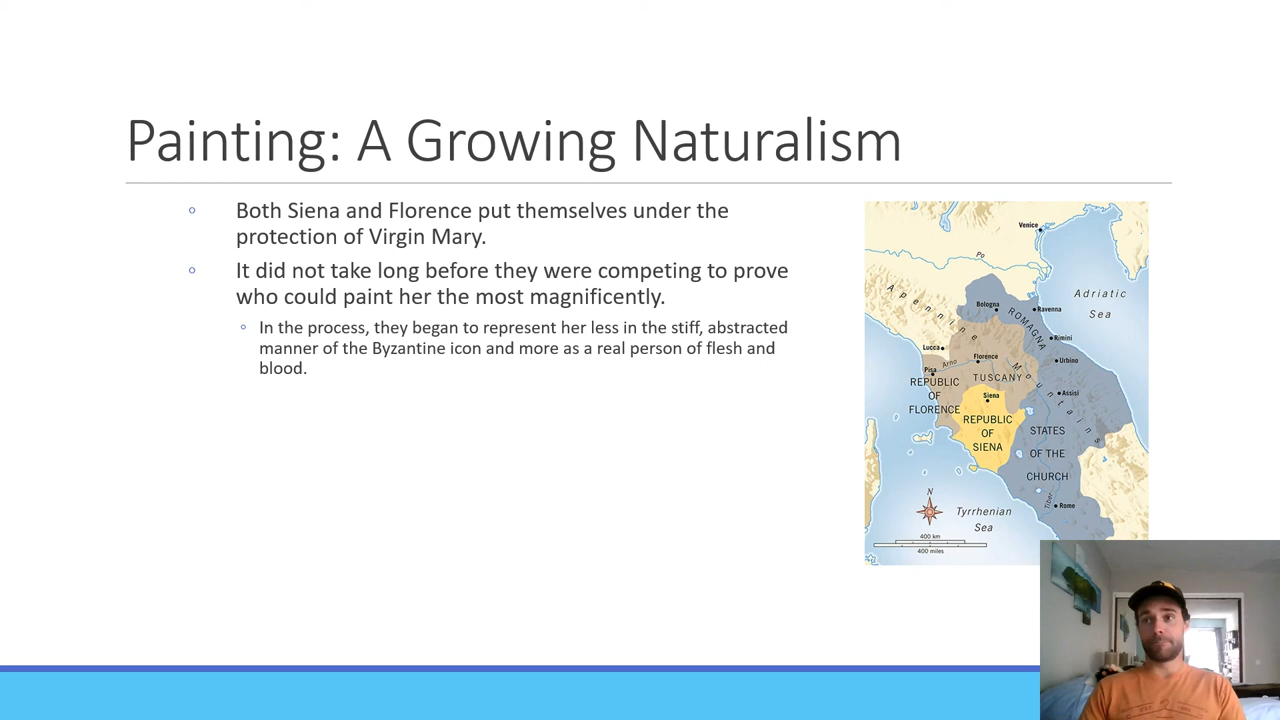 Painting: A Growing Naturalism
Both Siena and Florence put themselves under the
protection of Virgin Mary.
It did not take long before they were competing to prove
who could paint her the most magnificently.
In the process, they began to represent her less in the stiff, abstracted
manner of the Byzantine icon and more as a real person of flesh and
blood.
Venice
Po
Apennine
Adriatic
Sea
Bologna
Ravenna
ROMAGNA
Rimini
Lucca
Florence
Urbino
Arno
Pisa
TUSCANY
Mountains
REPUBLIC
OF
FLORENCE
Siena
Assisi
REPUBLIC
OF
SIENA
STATES
OF THE
CHURCH
N
Tiber
Rome
Tyrrhenian
Sea
400 km
400 miles